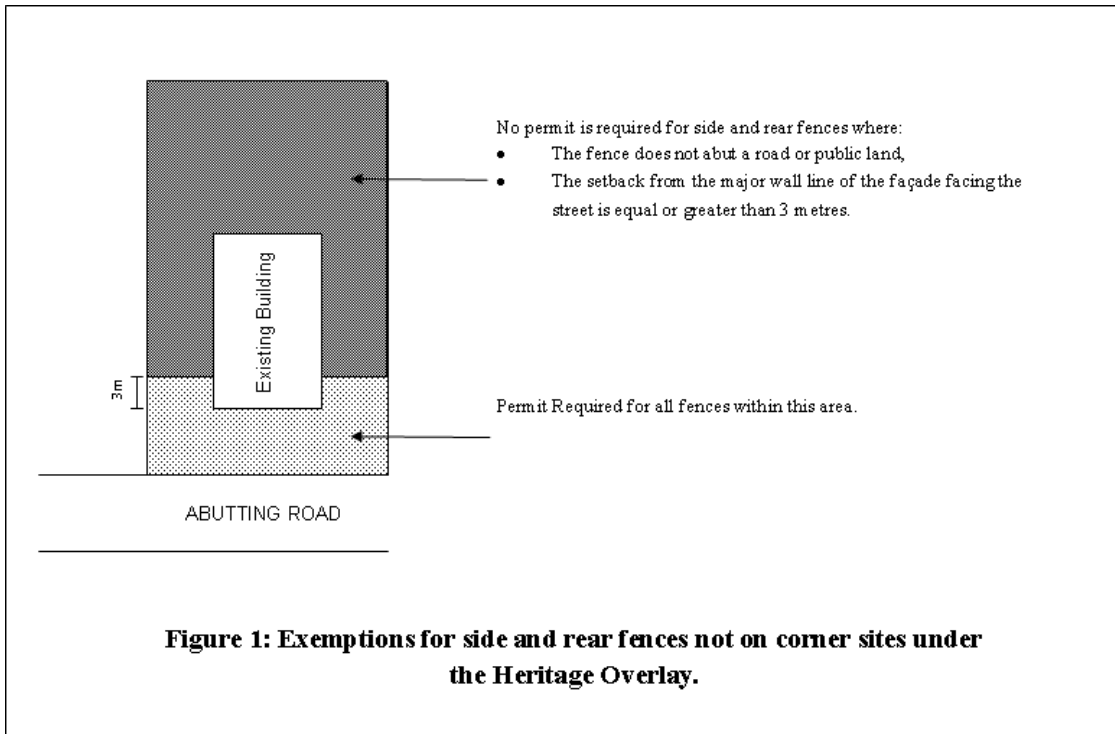 No permit is required for side and rear fences where:
• The fence does not abut a road or public land,
• The setback from the major wall line of the façade facing the
street is equal or greater than 3 metres.
Existing Building
3m
Permit Required for all fences within this area.
ABUTTING ROAD
Figure 1: Exemptions for side and rear fences not on corner sites under
the Heritage Overlay.